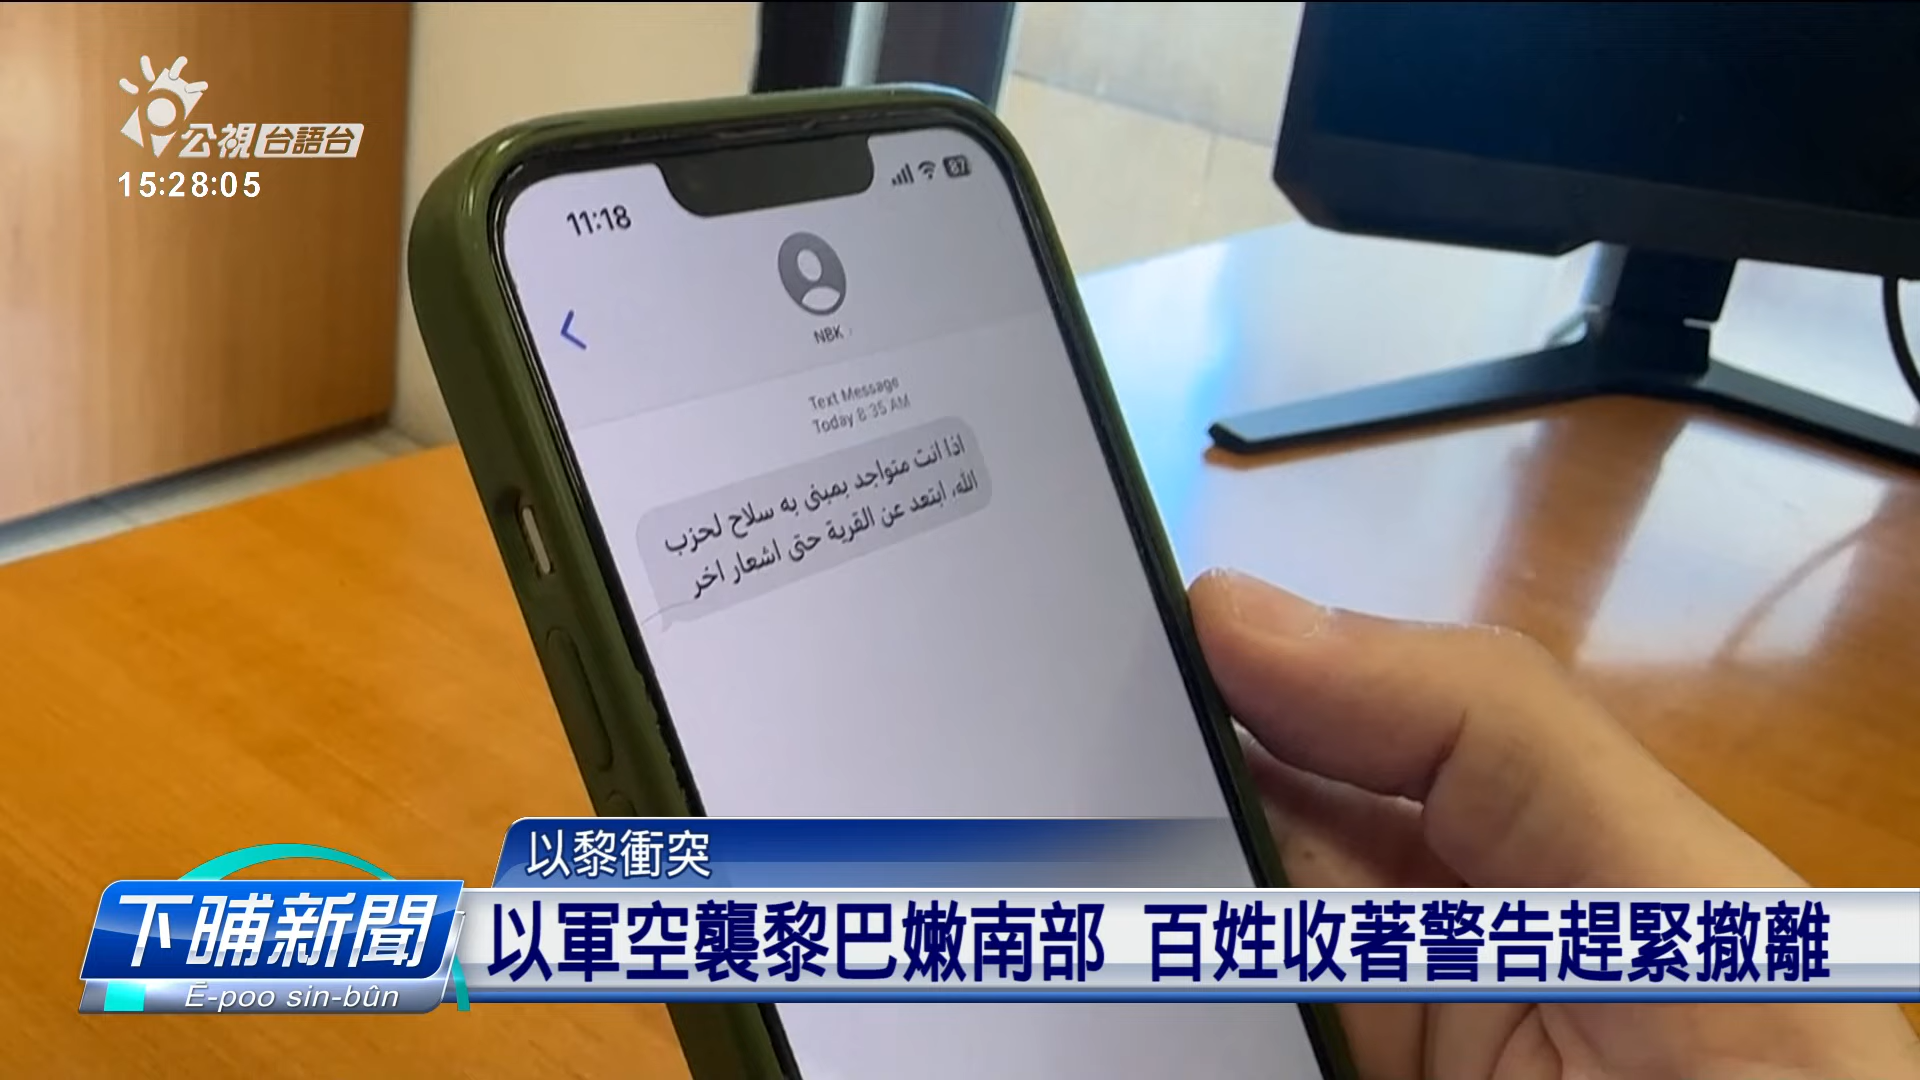 公視台語台
15:28:05
11:18
87
NBK
Text Message
Today 8:35 AM
اذا انت متواجد بمبنى به سلاح لحزب
الله، ابتعد عن القرية حتى اشعار اخر
以黎衝突
下晡新聞
Ē-poo sin-bûn
以軍空襲黎巴嫩南部 百姓收著警告趕緊撤離